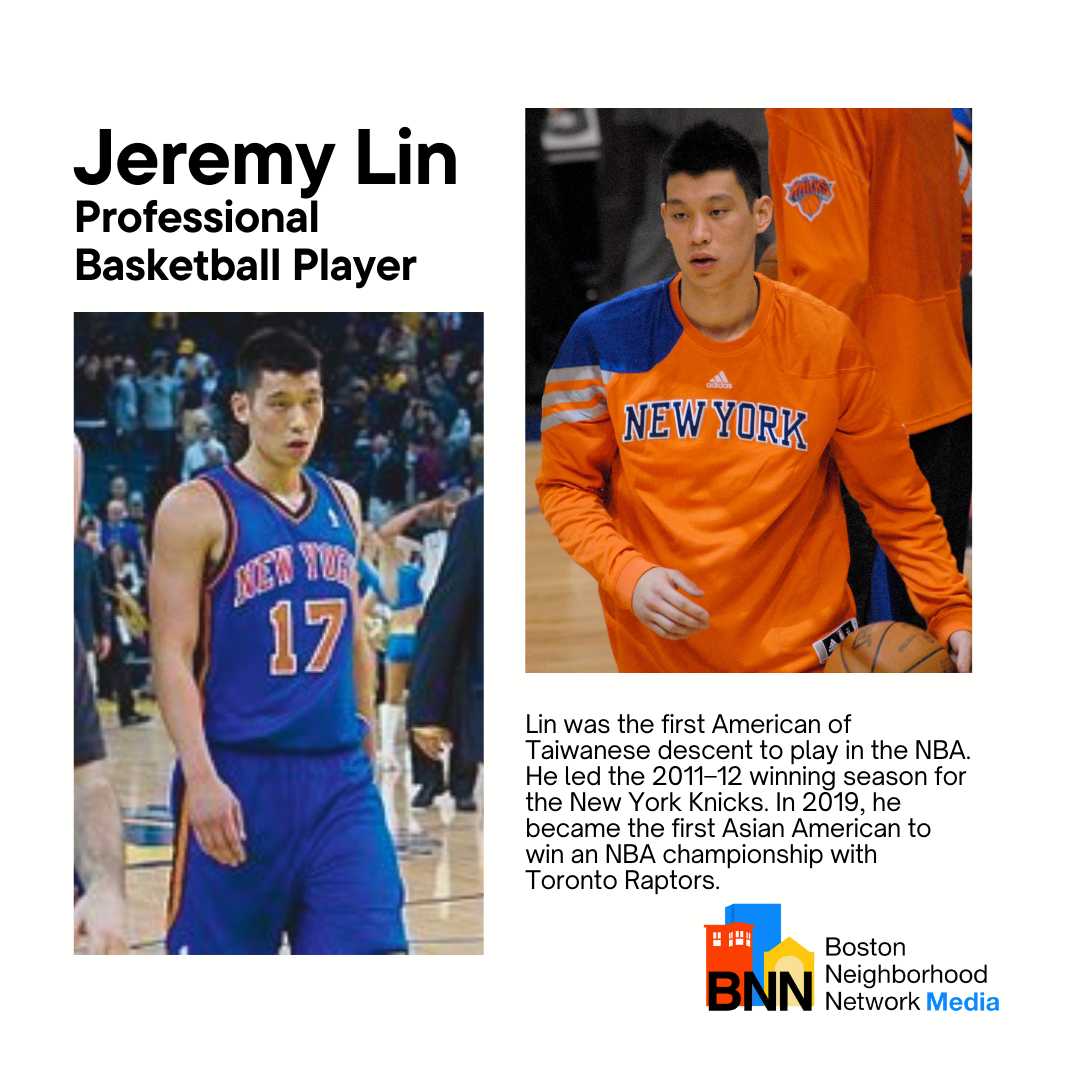 Jeremy Lin
Professional
Basketball Player
NEW YORK
17
adidas
NEW YORK
Lin was the first American of
Taiwanese descent to play in the NBA.
He led the 2011–12 winning season for
the New York Knicks. In 2019, he
became the first Asian American to
win an NBA championship with
Toronto Raptors.
BNN
Boston
Neighborhood
Network Media